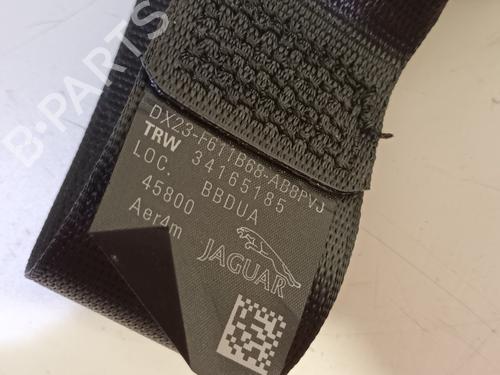 B-PARTS
DX23-F611B68-AB8PVJ
TRW 34165185
LOC. BBDUA
45800
Aer4m
JAGUAR